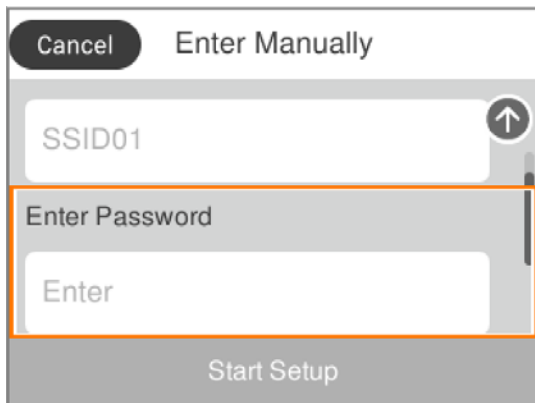 Cancel Enter Manually
SSID01
Enter Password
Enter
Start Setup